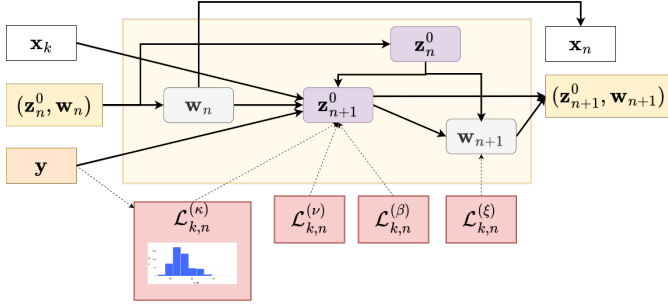 x_k
z_n^0
x_n
(z_n^0, w_n)
w_n
z_{n+1}^0
(z_{n+1}^0, w_{n+1})
w_{n+1}
y
ℒ_{k,n}^{(κ)}
ℒ_{k,n}^{(ν)}
ℒ_{k,n}^{(β)}
ℒ_{k,n}^{(ξ)}